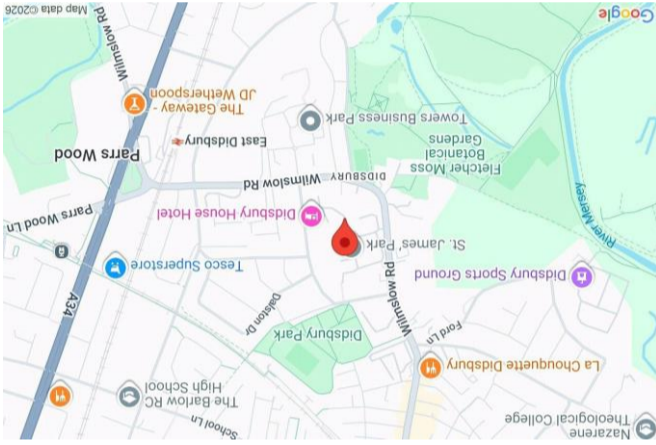 Nazarene
Theological College
School Ln
The Barlow RC
High School
La Chouquette Didsbury
Ford Ln
Didsbury Park
Dalston Dr
A34
Didsbury Sports Ground
Wilmslow Rd
Tesco Superstore
River Mersey
St. James' Park
Didsbury House Hotel
Parrs Wood Ln
Fletcher Moss
Botanical
Gardens
DIDSBURY
Wilmslow Rd
Parrs Wood
East Didsbury
Towers Business Park
The Gateway -
JD Wetherspoon
Wilmslow Rd
Google
Map data ©2026